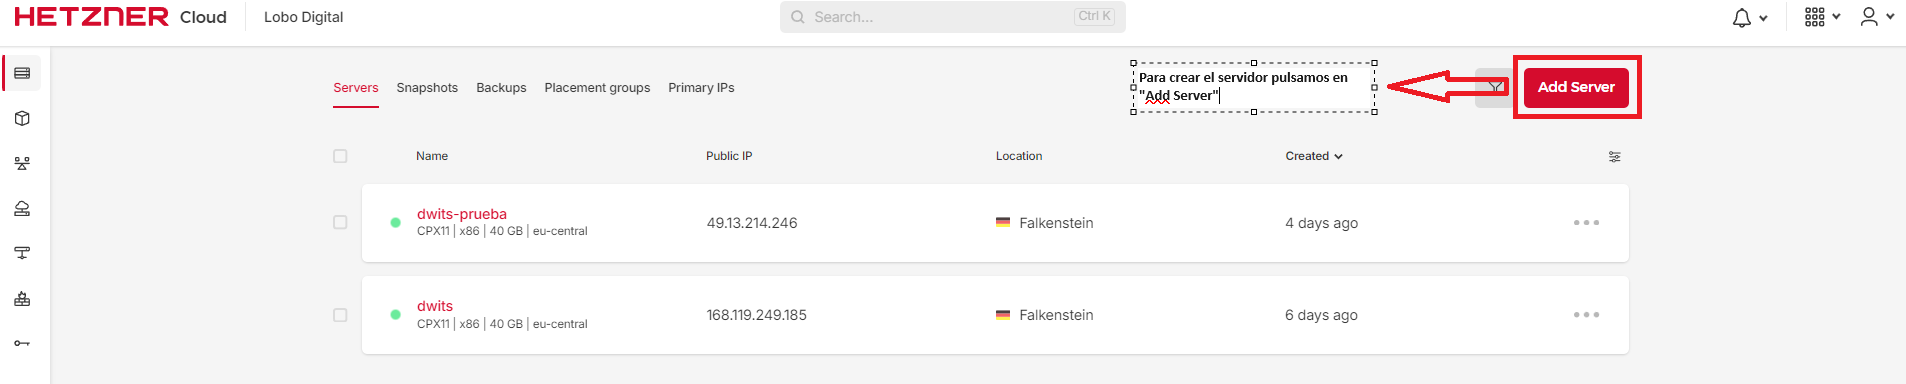 HETZNER Cloud
Lobo Digital
Search...
Ctrl K
Servers
Snapshots
Backups
Placement groups
Primary IPs
Para crear el servidor pulsamos en
"Add Server"
Add Server
Name
Public IP
Location
Created
dwits-prueba
CPX11 | x86 | 40 GB | eu-central
49.13.214.246
Falkenstein
4 days ago
dwits
CPX11 | x86 | 40 GB | eu-central
168.119.249.185
Falkenstein
6 days ago